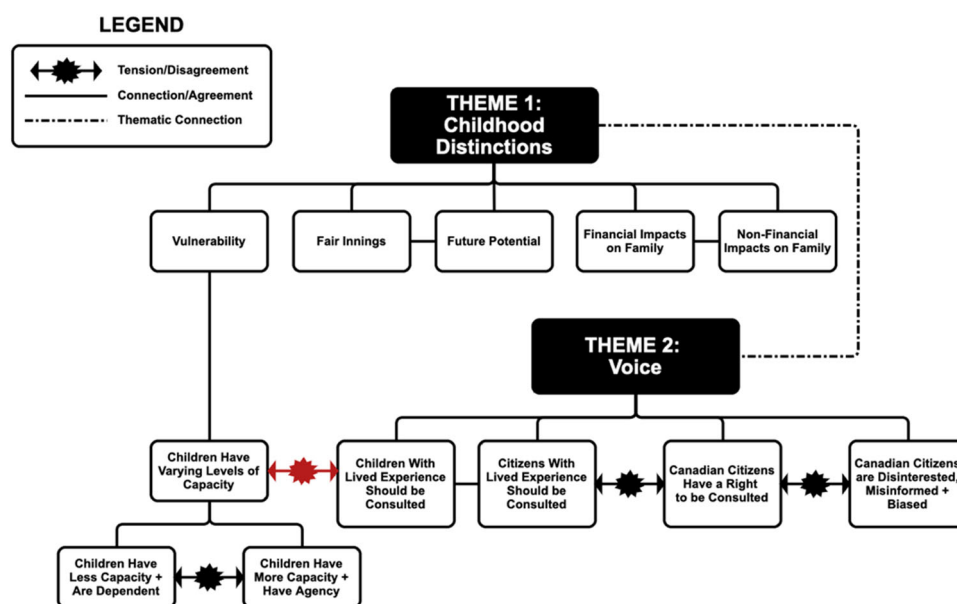 LEGEND
Tension/Disagreement
Connection/Agreement
Thematic Connection
THEME 1:
Childhood
Distinctions
Vulnerability
Fair Innings
Future Potential
Financial Impacts
on Family
Non-Financial
Impacts on Family
THEME 2:
Voice
Children Have
Varying Levels of
Capacity
Children With
Lived Experience
Should be
Consulted
Citizens With
Lived Experience
Should be
Consulted
Canadian Citizens
Have a Right
to be Consulted
Canadian Citizens
are Disinterested,
Misinformed +
Biased
Children Have
Less Capacity +
Are Dependent
Children Have
More Capacity +
Have Agency